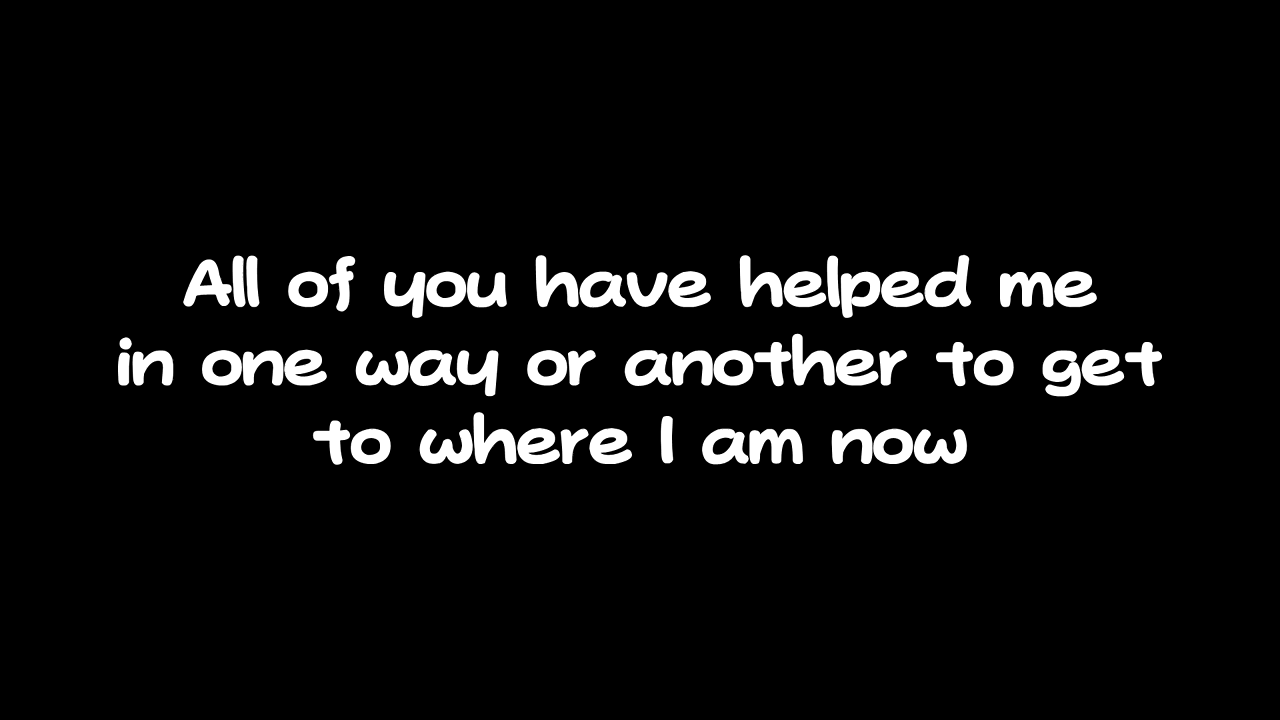 All of you have helped me
in one way or another to get
to where I am now